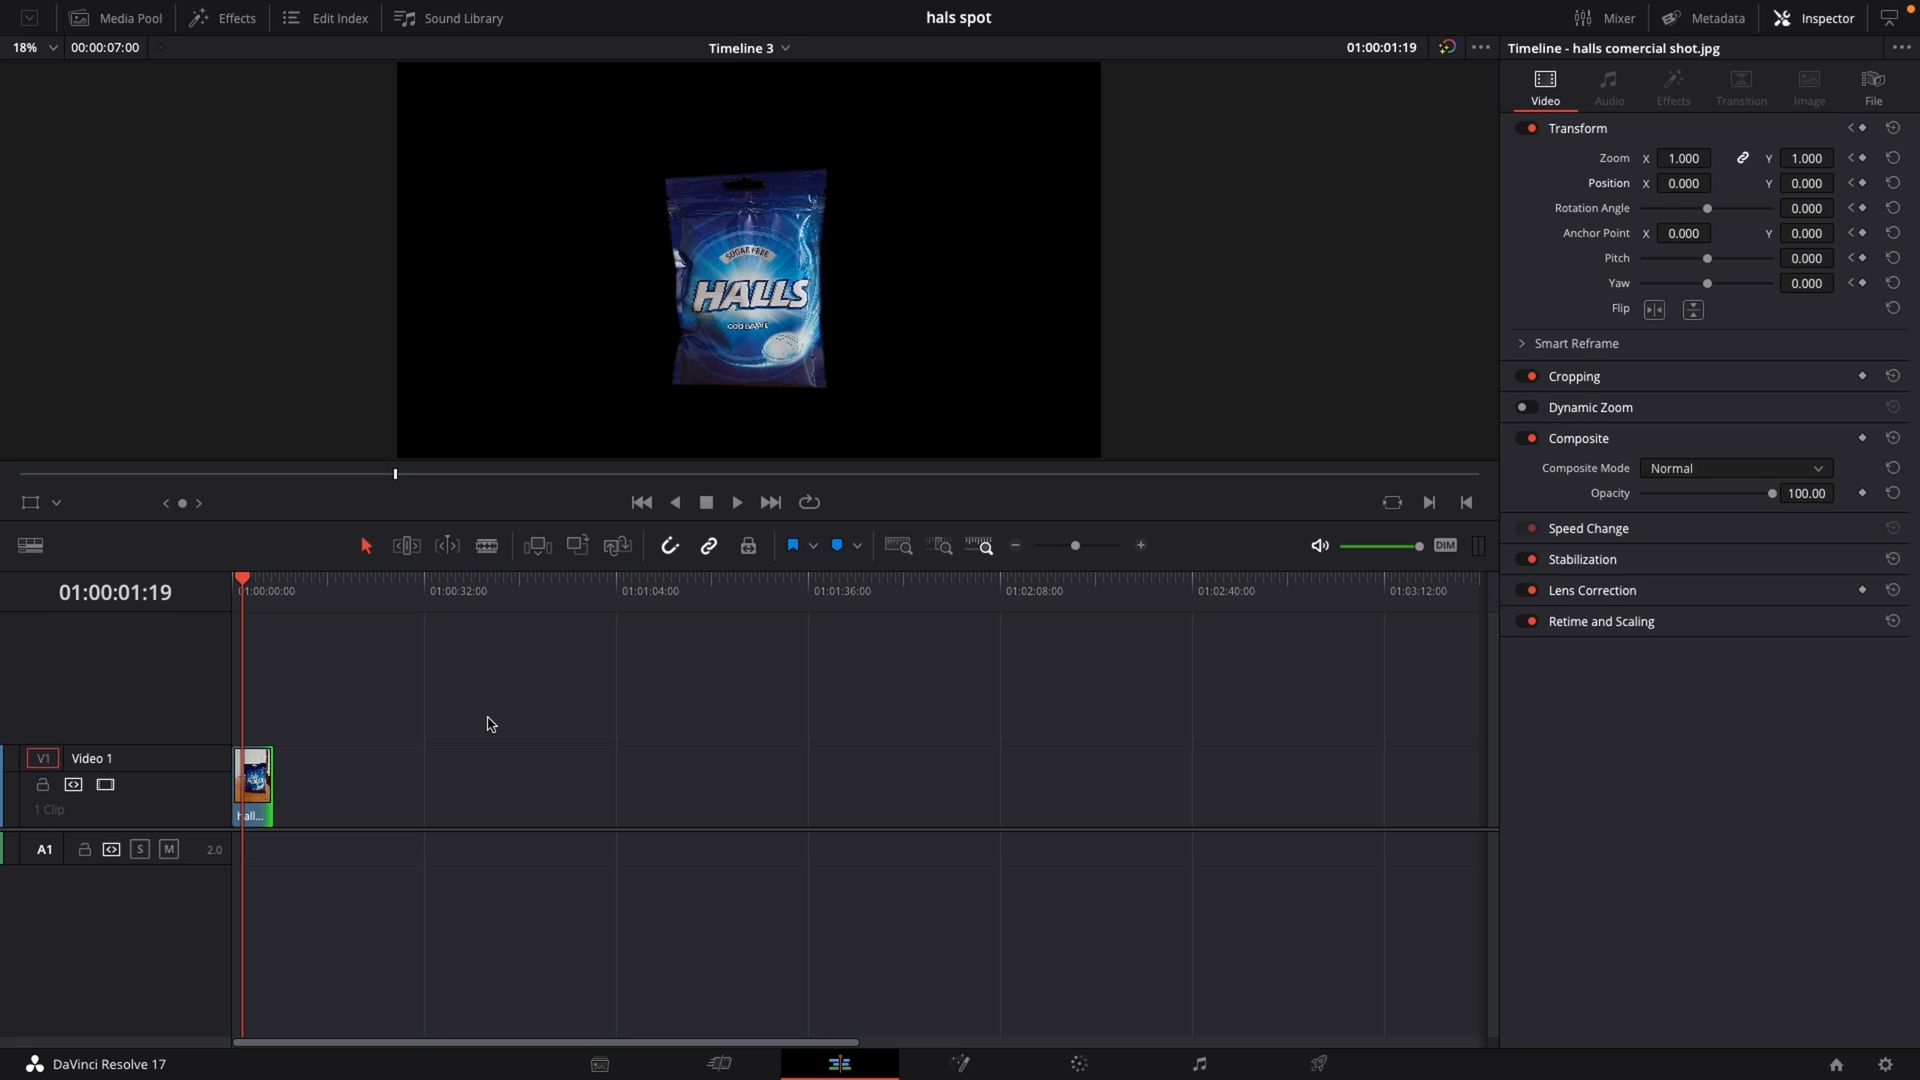 Media Pool Effects Edit Index Sound Library hals spot Mixer Metadata Inspector
18% 00:00:07:00 Timeline 3 01:00:01:19 Timeline - halls comercial shot.jpg
Video Audio Effects Transition Image File
Transform
Zoom X 1.000 Y 1.000
Position X 0.000 Y 0.000
Rotation Angle 0.000
Anchor Point X 0.000 Y 0.000
Pitch 0.000
Yaw 0.000
Flip
Smart Reframe
Cropping
Dynamic Zoom
Composite
Composite Mode Normal
Opacity 100.00
Speed Change
Stabilization
Lens Correction
Retime and Scaling
SUGAR FREE
HALLS
DIM
01:00:01:19
01:00:00:00 01:00:32:00 01:01:04:00 01:01:36:00 01:02:08:00 01:02:40:00 01:03:12:00
V1 Video 1
1 Clip
hall...
A1 S M 2.0
DaVinci Resolve 17